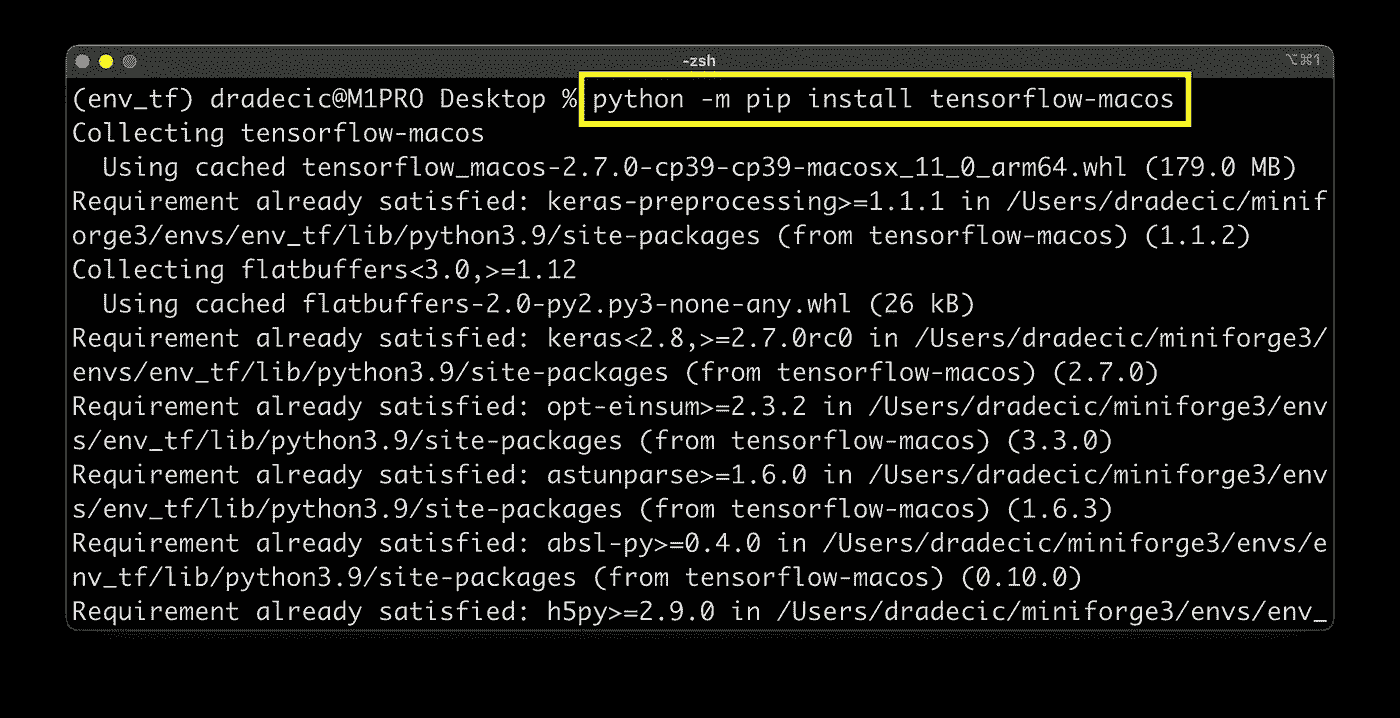 -zsh
⌥⌘1
(env_tf) dradecic@M1PRO Desktop % python -m pip install tensorflow-macos
Collecting tensorflow-macos
  Using cached tensorflow_macos-2.7.0-cp39-cp39-macosx_11_0_arm64.whl (179.0 MB)
Requirement already satisfied: keras-preprocessing>=1.1.1 in /Users/dradecic/minif
orge3/envs/env_tf/lib/python3.9/site-packages (from tensorflow-macos) (1.1.2)
Collecting flatbuffers<3.0,>=1.12
  Using cached flatbuffers-2.0-py2.py3-none-any.whl (26 kB)
Requirement already satisfied: keras<2.8,>=2.7.0rc0 in /Users/dradecic/miniforge3/
envs/env_tf/lib/python3.9/site-packages (from tensorflow-macos) (2.7.0)
Requirement already satisfied: opt-einsum>=2.3.2 in /Users/dradecic/miniforge3/env
s/env_tf/lib/python3.9/site-packages (from tensorflow-macos) (3.3.0)
Requirement already satisfied: astunparse>=1.6.0 in /Users/dradecic/miniforge3/env
s/env_tf/lib/python3.9/site-packages (from tensorflow-macos) (1.6.3)
Requirement already satisfied: absl-py>=0.4.0 in /Users/dradecic/miniforge3/envs/e
nv_tf/lib/python3.9/site-packages (from tensorflow-macos) (0.10.0)
Requirement already satisfied: h5py>=2.9.0 in /Users/dradecic/miniforge3/envs/env_